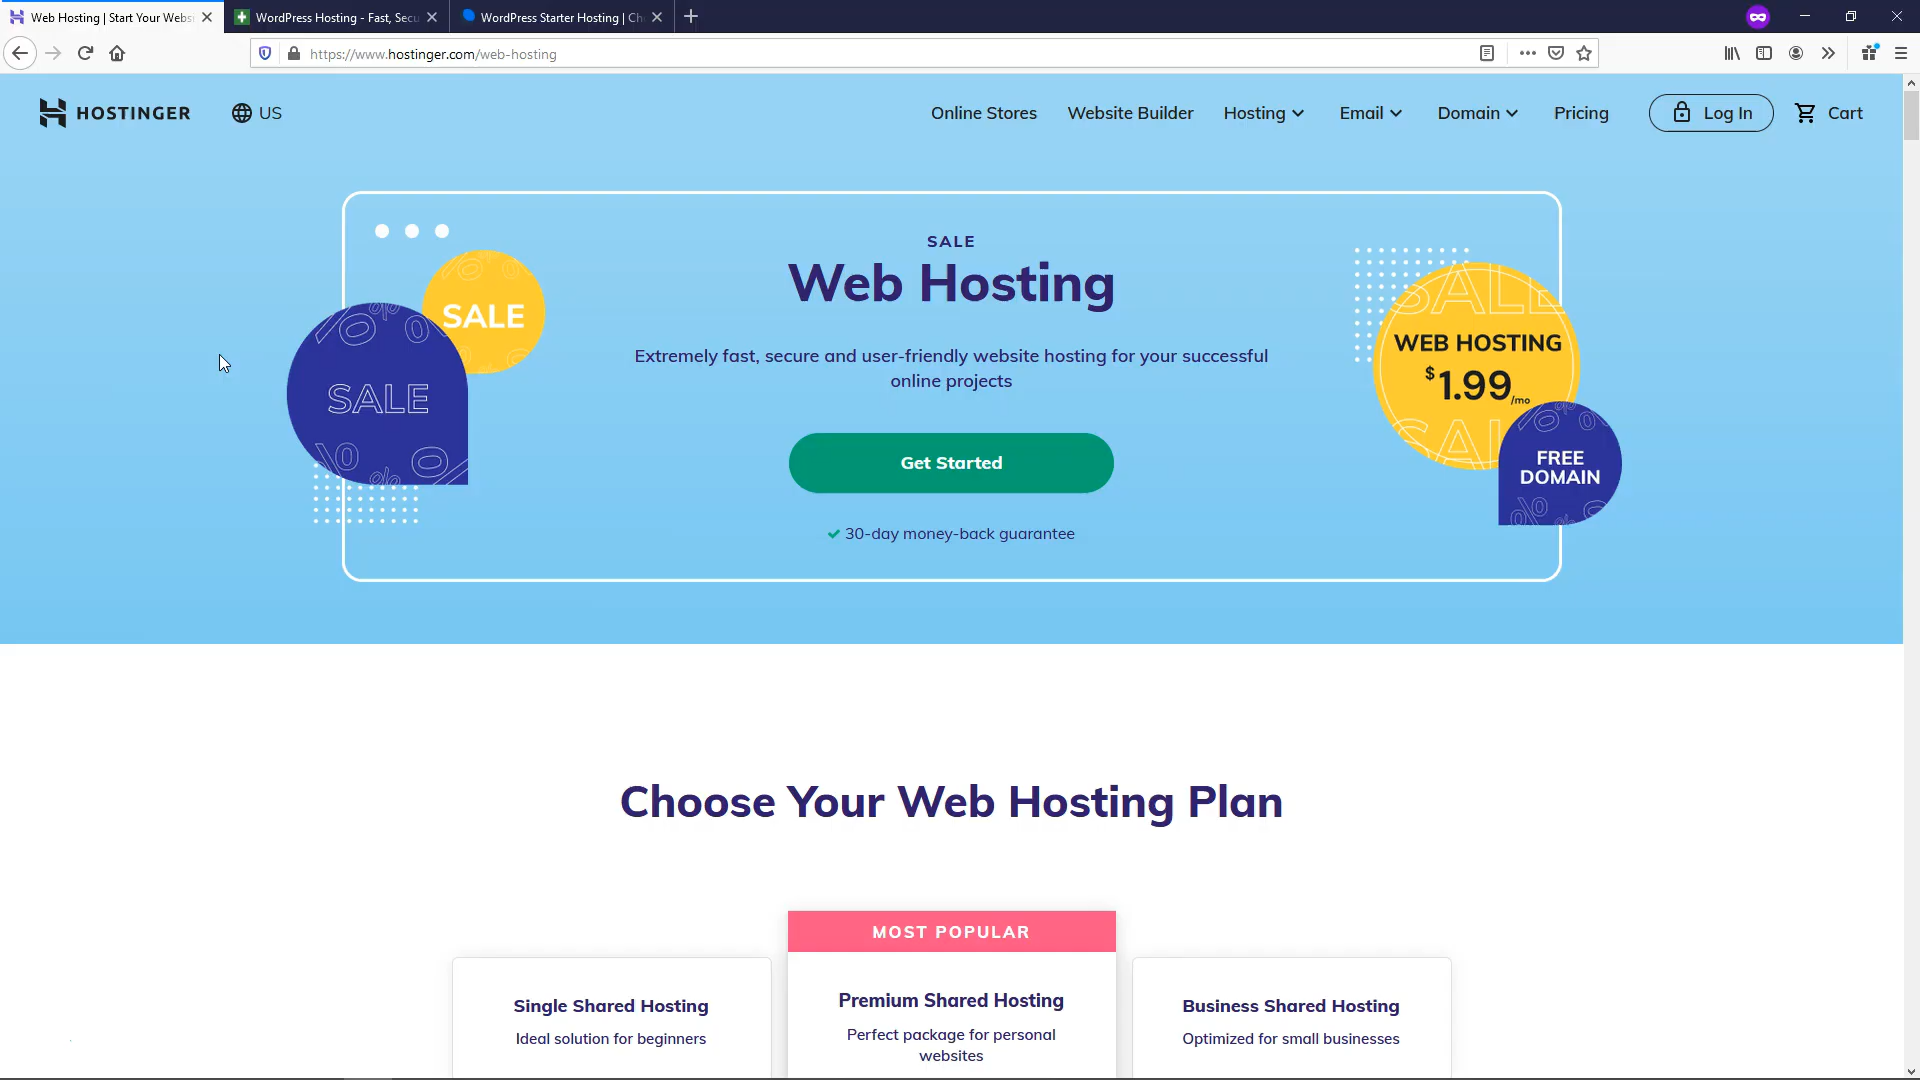 Web Hosting | Start Your Webs
WordPress Hosting - Fast, Secu
WordPress Starter Hosting | Ch
https://www.hostinger.com/web-hosting
HOSTINGER
US
Online Stores
Website Builder
Hosting
Email
Domain
Pricing
Log In
Cart
SALE
Web Hosting
Extremely fast, secure and user-friendly website hosting for your successful
online projects
Get Started
30-day money-back guarantee
SALE
SALE
SALE
WEB HOSTING
$1.99/mo
SAL
FREE
DOMAIN
Choose Your Web Hosting Plan
MOST POPULAR
Single Shared Hosting
Ideal solution for beginners
Premium Shared Hosting
Perfect package for personal
websites
Business Shared Hosting
Optimized for small businesses